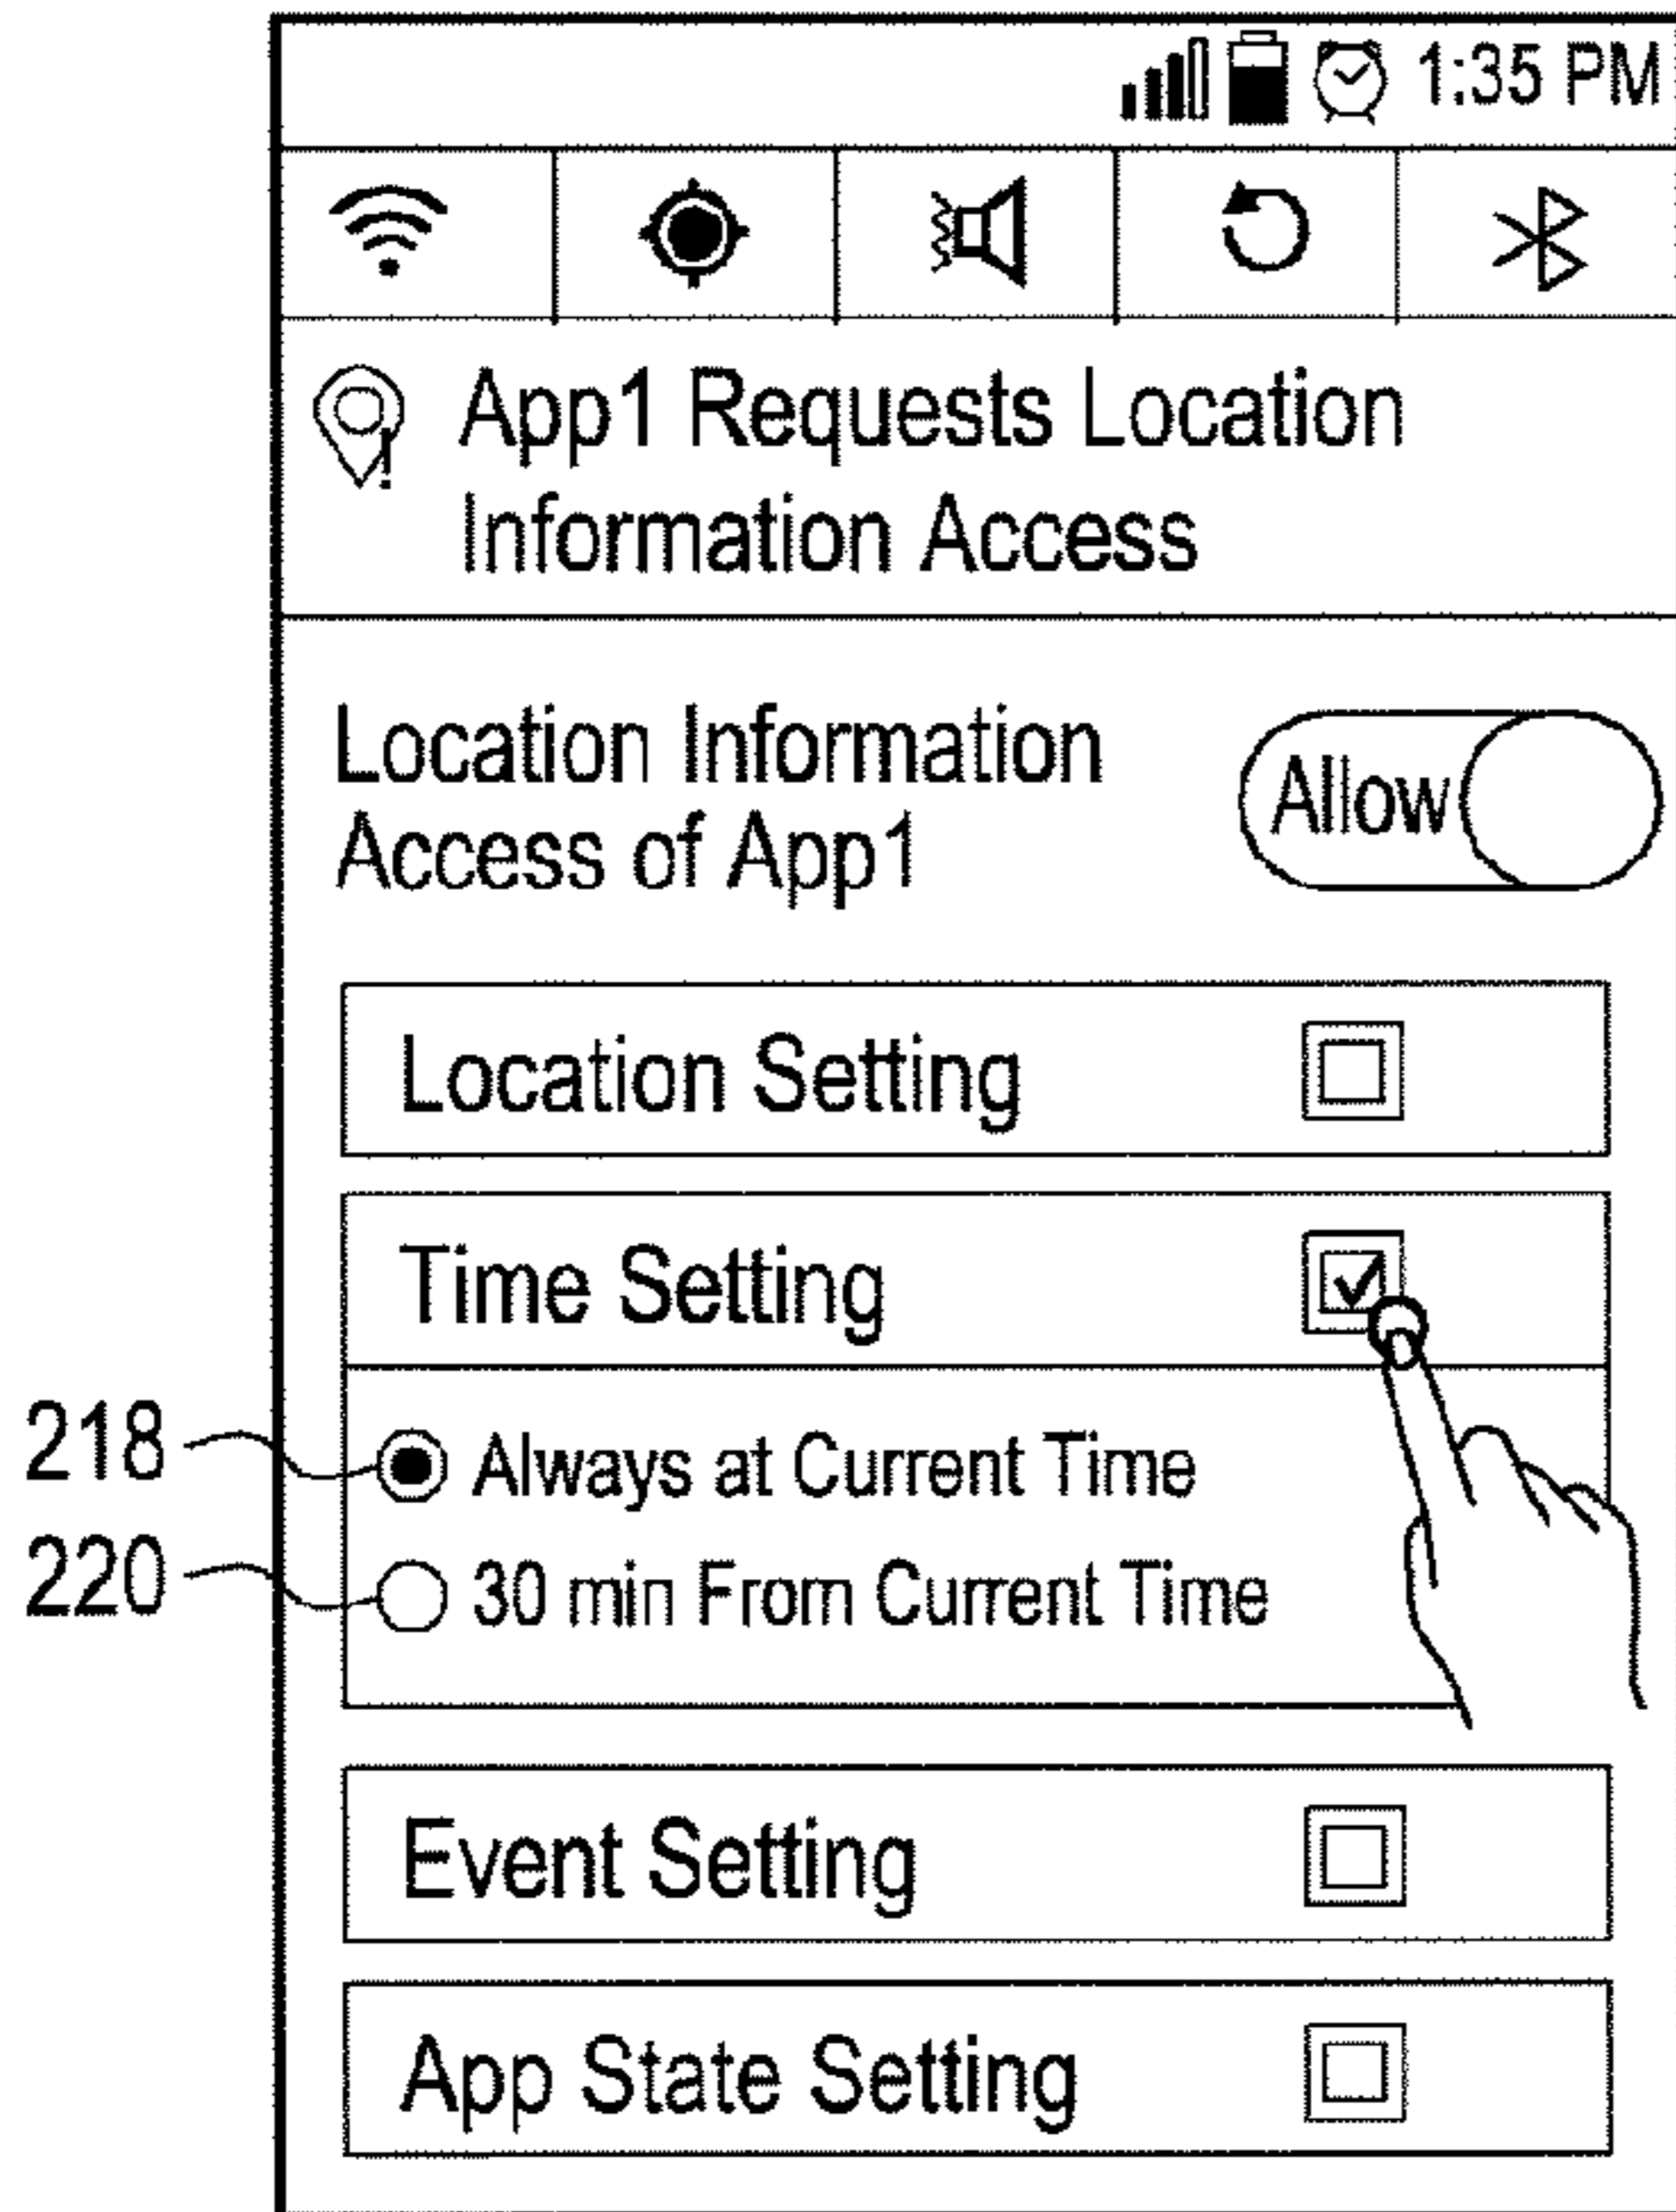 1:35 PM
App1 Requests Location
Information Access
Location Information
Access of App1
Allow
Location Setting
Time Setting
218
Always at Current Time
220
30 min From Current Time
Event Setting
App State Setting